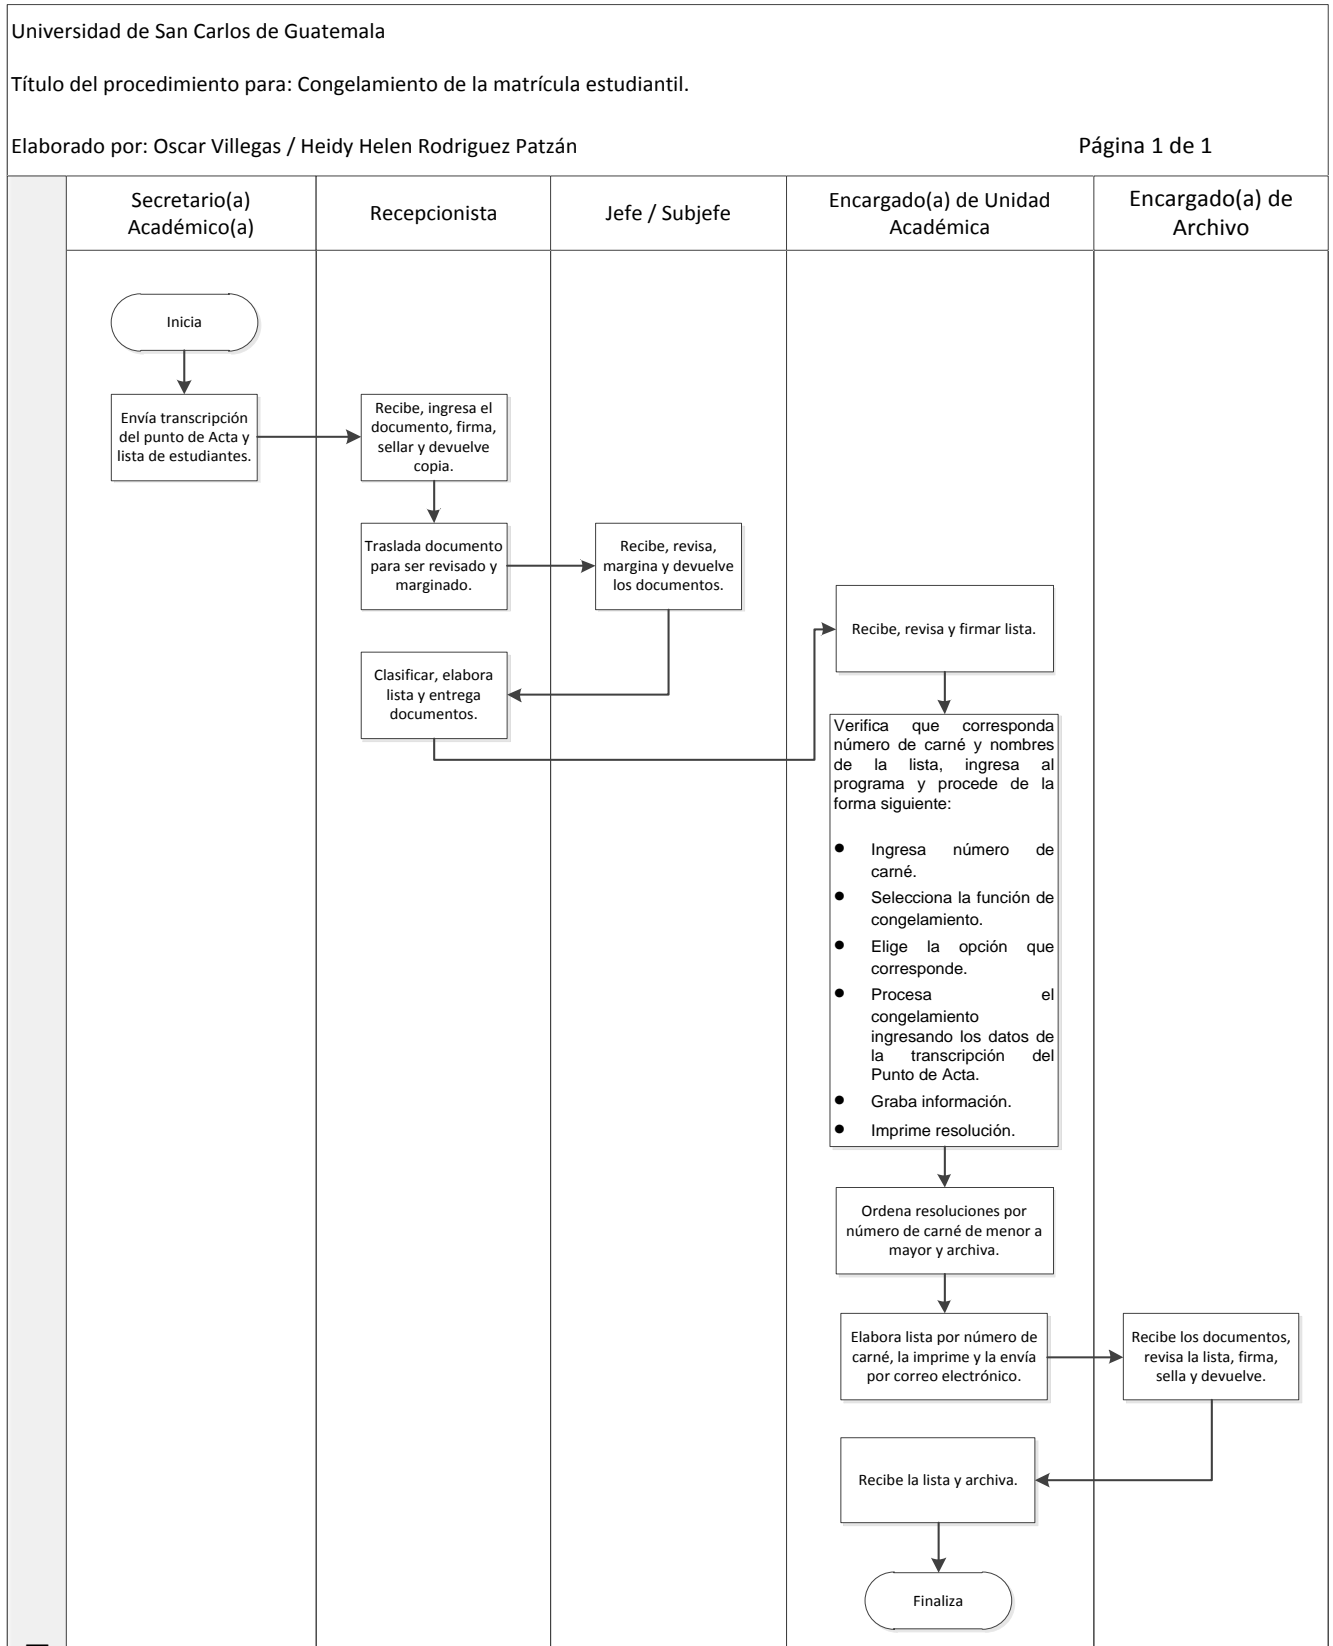 Universidad de San Carlos de Guatemala
Título del procedimiento para: Congelamiento de la matrícula estudiantil.
Elaborado por: Oscar Villegas / Heidy Helen Rodriguez Patzán
Página 1 de 1
Secretario(a)
Académico(a)
Recepcionista
Jefe / Subjefe
Encargado(a) de Unidad
Académica
Encargado(a) de
Archivo
Inicia
Envía transcripción
del punto de Acta y
lista de estudiantes.
Recibe, ingresa el
documento, firma,
sellar y devuelve
copia.
Traslada documento
para ser revisado y
marginado.
Recibe, revisa,
margina y devuelve
los documentos.
Clasificar, elabora
lista y entrega
documentos.
Recibe, revisa y firmar lista.
Verifica que corresponda
número de carné y nombres
de la lista, ingresa al
programa y procede de la
forma siguiente:
● Ingresa número de
carné.
● Selecciona la función de
congelamiento.
● Elige la opción que
corresponde.
● Procesa el
congelamiento
ingresando los datos de
la transcripción del
Punto de Acta.
● Graba información.
● Imprime resolución.
Ordena resoluciones por
número de carné de menor a
mayor y archiva.
Elabora lista por número de
carné, la imprime y la envía
por correo electrónico.
Recibe los documentos,
revisa la lista, firma,
sella y devuelve.
Recibe la lista y archiva.
Finaliza